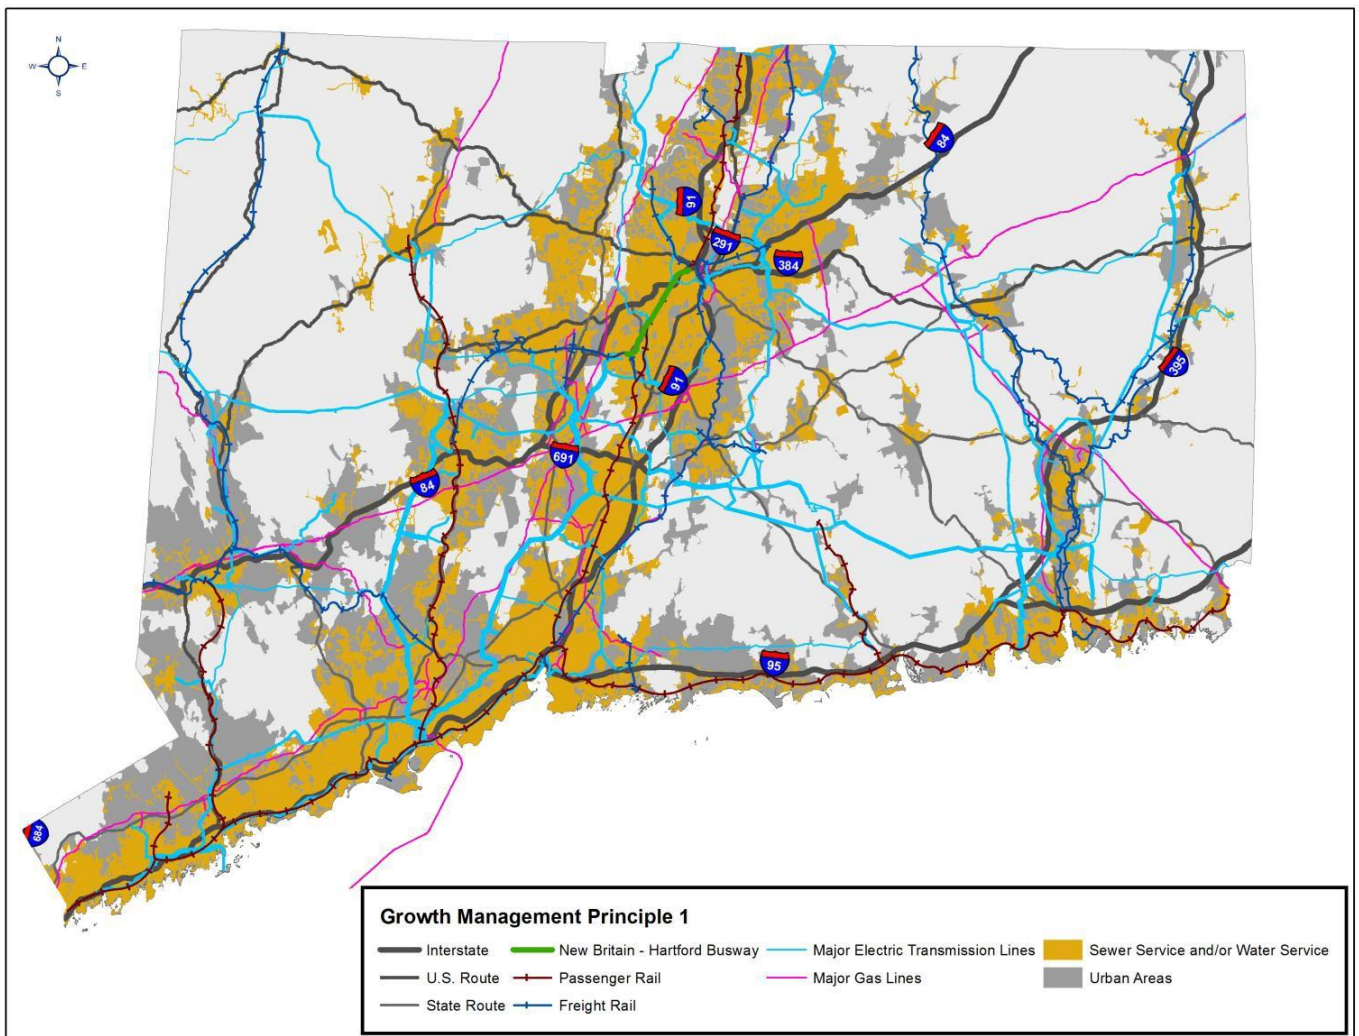 N
W E
S
84
91
291
384
91
395
691
84
95
684
Growth Management Principle 1
Interstate
New Britain - Hartford Busway
Major Electric Transmission Lines
Sewer Service and/or Water Service
U.S. Route
Passenger Rail
Major Gas Lines
Urban Areas
State Route
Freight Rail